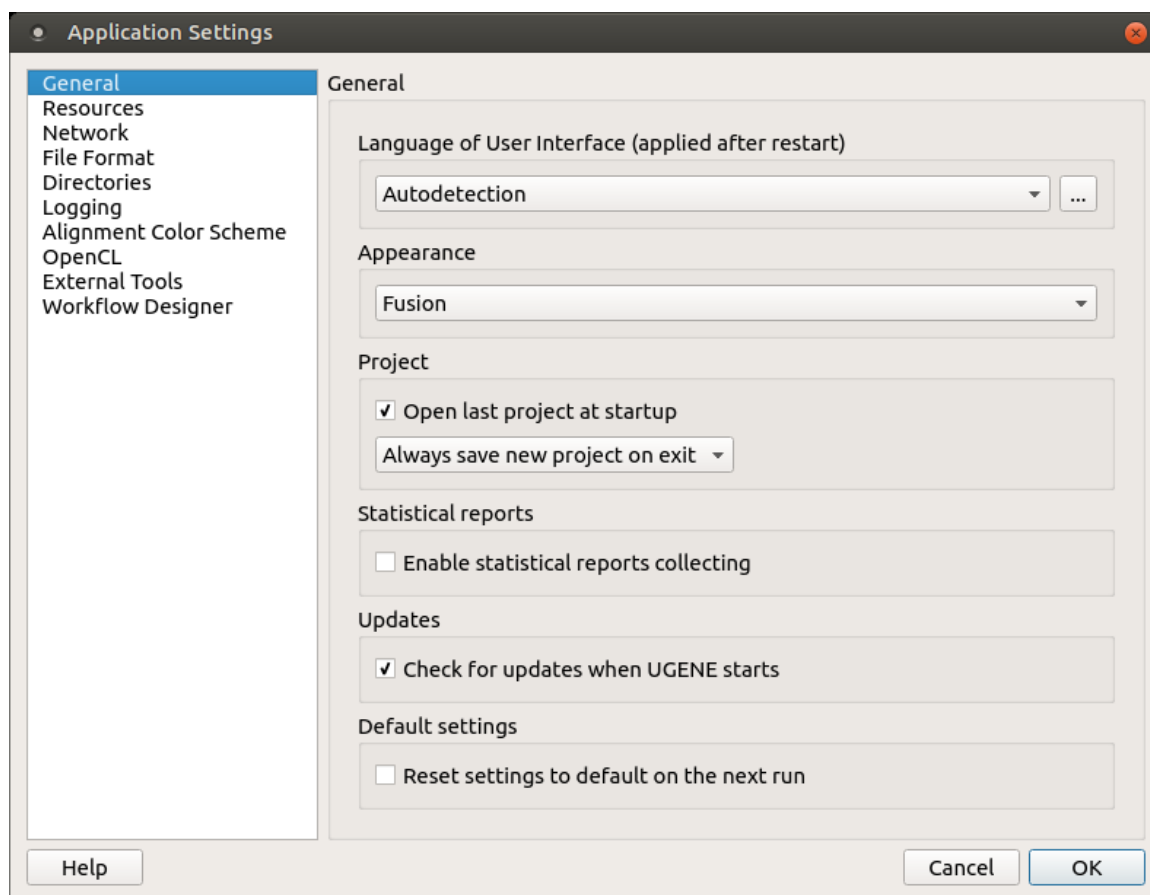 Application Settings
General
Resources
Network
File Format
Directories
Logging
Alignment Color Scheme
OpenCL
External Tools
Workflow Designer
General
Language of User Interface (applied after restart)
Autodetection
...
Appearance
Fusion
Project
Open last project at startup
Always save new project on exit
Statistical reports
Enable statistical reports collecting
Updates
Check for updates when UGENE starts
Default settings
Reset settings to default on the next run
Help
Cancel
OK